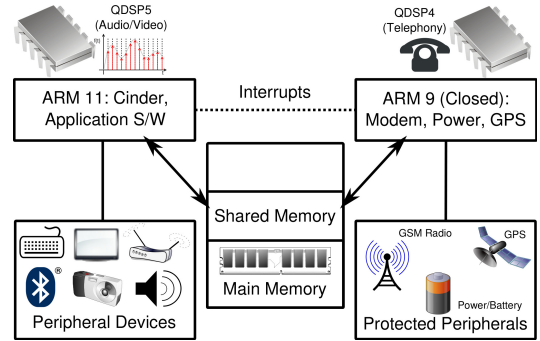 QDSP5
(Audio/Video)
f(t)
QDSP4
(Telephony)
ARM 11: Cinder,
Application S/W
Interrupts
ARM 9 (Closed):
Modem, Power, GPS
Shared Memory
Main Memory
®
Peripheral Devices
GSM Radio
GPS
Power/Battery
Protected Peripherals